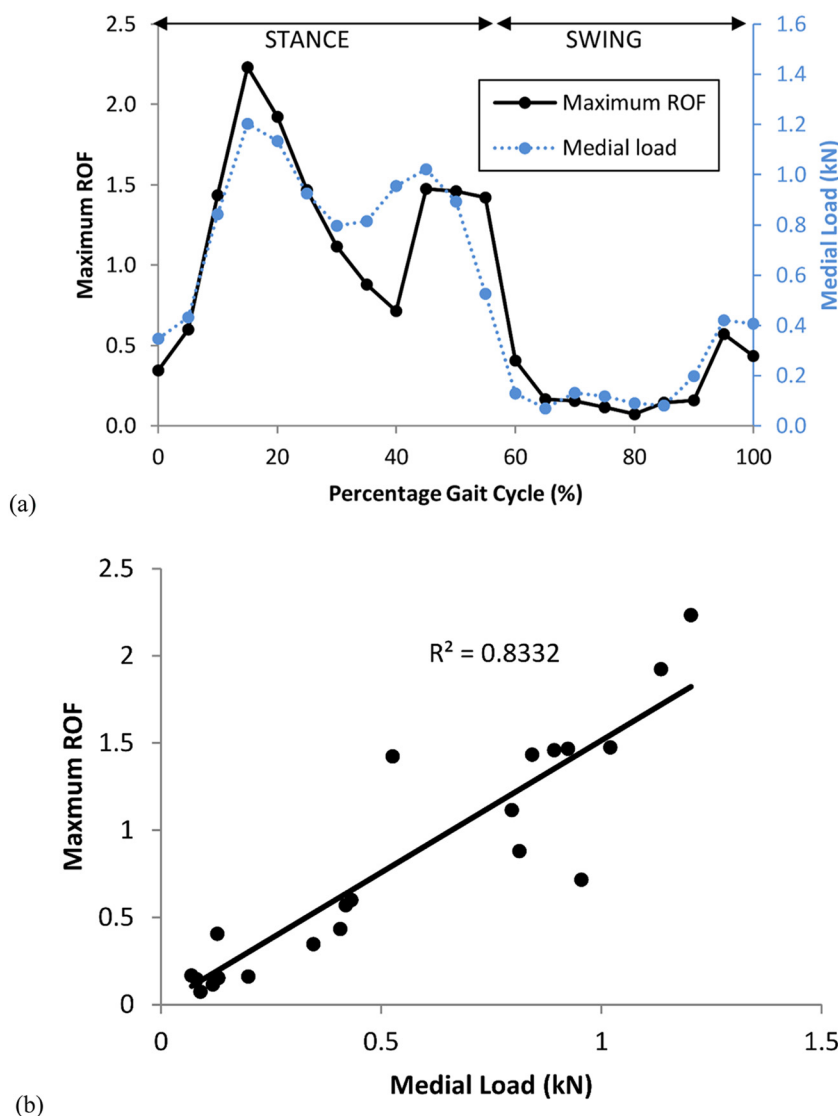 STANCE SWING
2.5 1.6
Maximum ROF
Medial load
1.4
2.0
1.2
1.5
1.0
0.8
1.0
0.6
0.4
0.5
0.2
0.0 0.0
Maximum ROF
Medial Load (kN)
0 20 40 60 80 100
Percentage Gait Cycle (%)
(a)
2.5
R² = 0.8332
2
1.5
1
0.5
0
Maxmum ROF
0 0.5 1 1.5
Medial Load (kN)
(b)